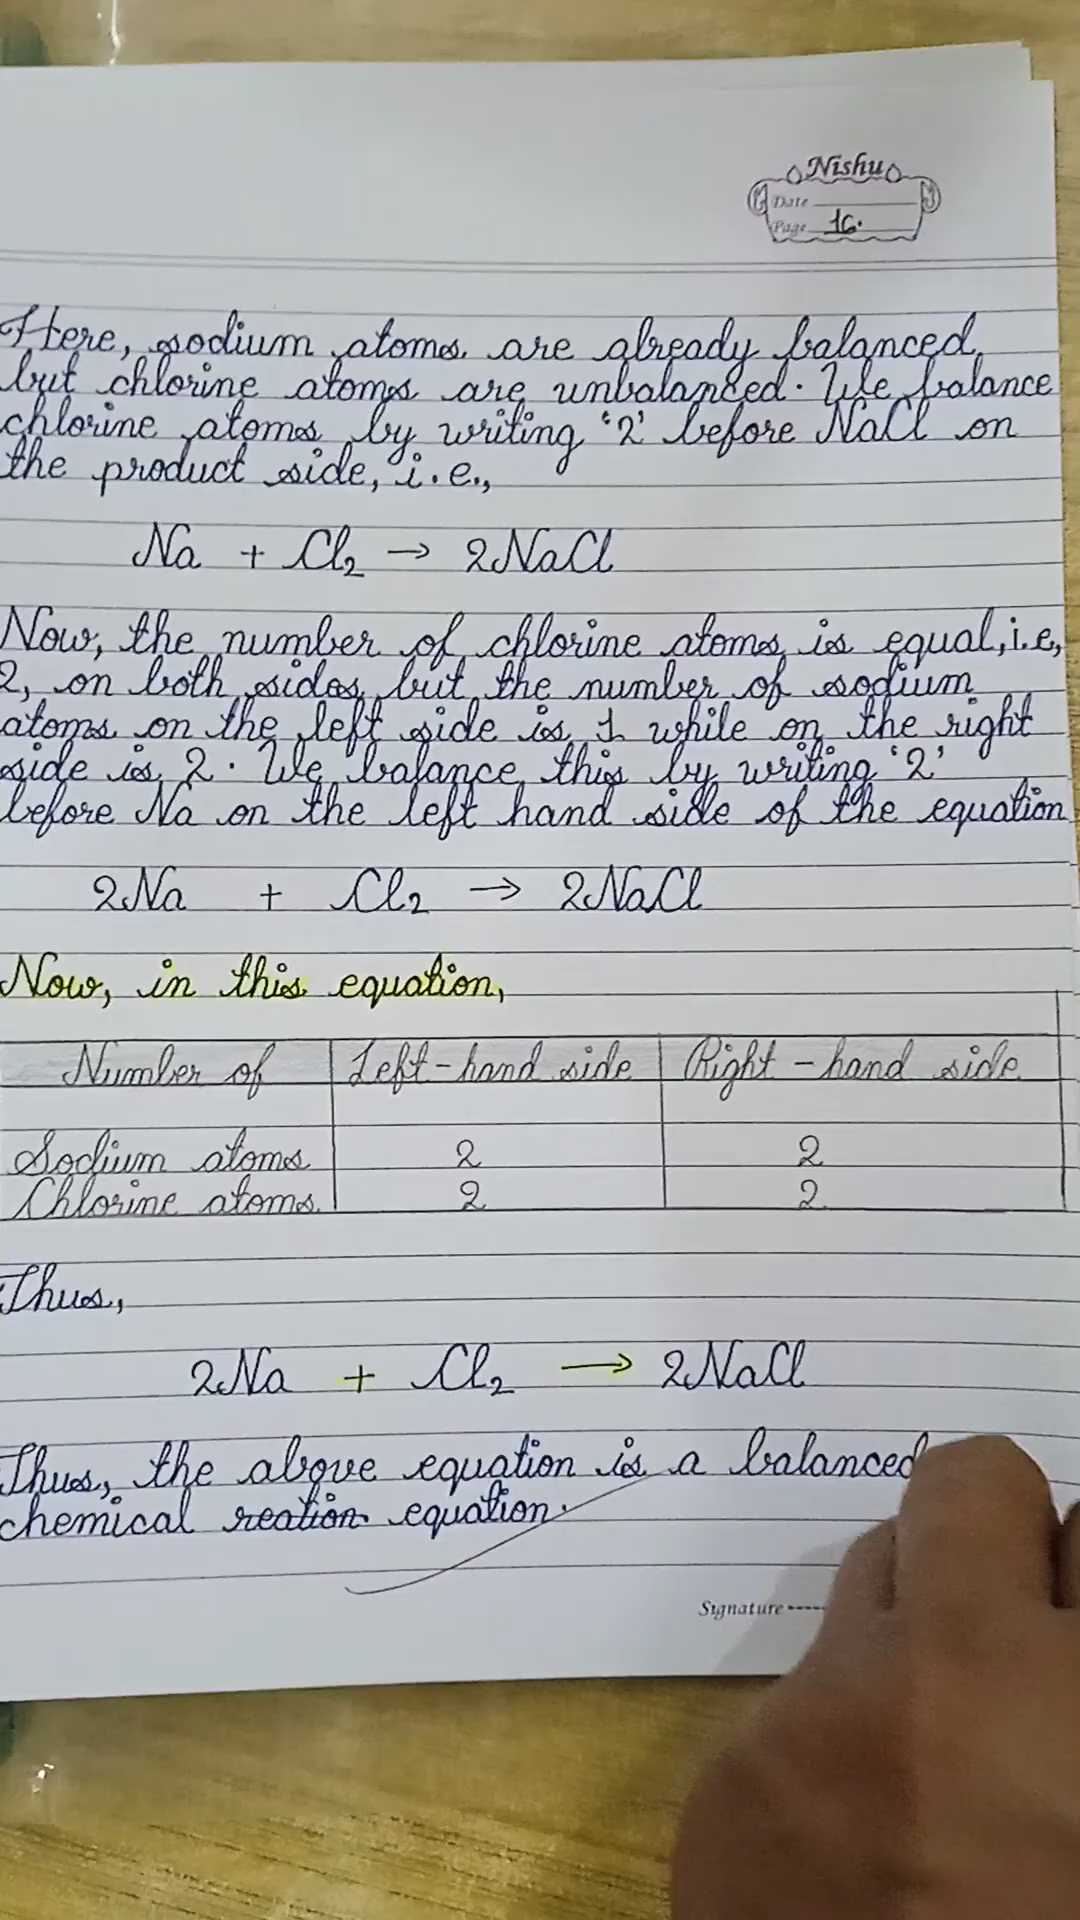 Nishu
Date
Page 16.
Here, sodium atoms are already balanced,
but chlorine atoms are unbalanced. We balance
chlorine atoms by writing '2' before NaCl on
the product side, i.e.,
Na + Cl₂ → 2NaCl
Now, the number of chlorine atoms is equal, i.e,
2, on both sides but the number of sodium
atoms on the left side is 1 while on the right
side is 2. We balance this by writing '2'
before Na on the left hand side of the equation
2Na + Cl₂ → 2NaCl
Now, in this equation,
Number of Left-hand side Right-hand side
Sodium atoms 2 2
Chlorine atoms 2 2
Thus,
2Na + Cl₂ → 2NaCl
Thus, the above equation is a balanced
chemical reation equation.
Signature